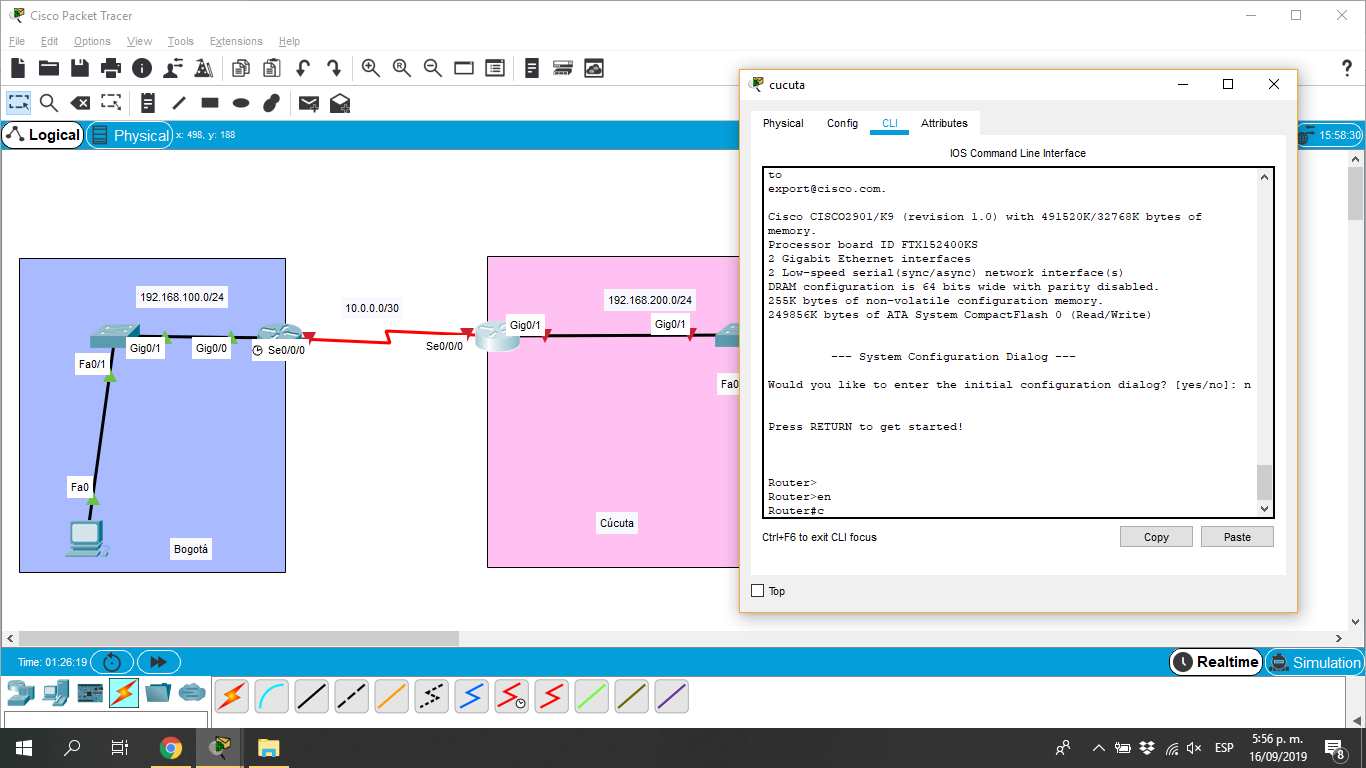 Cisco Packet Tracer
File Edit Options View Tools Extensions Help
?
Logical
Physical
x: 498, y: 188
15:58:30
192.168.100.0/24
Gig0/1
Gig0/0
Se0/0/0
Fa0/1
Fa0
Bogotá
10.0.0.0/30
Se0/0/0
Gig0/1
192.168.200.0/24
Gig0/1
Fa0
Cúcuta
cucuta
Physical Config CLI Attributes
IOS Command Line Interface
to
export@cisco.com.
Cisco CISCO2901/K9 (revision 1.0) with 491520K/32768K bytes of
memory.
Processor board ID FTX152400KS
2 Gigabit Ethernet interfaces
2 Low-speed serial(sync/async) network interface(s)
DRAM configuration is 64 bits wide with parity disabled.
255K bytes of non-volatile configuration memory.
249856K bytes of ATA System CompactFlash 0 (Read/Write)
--- System Configuration Dialog ---
Would you like to enter the initial configuration dialog? [yes/no]: n
Press RETURN to get started!
Router>
Router>en
Router#c
Ctrl+F6 to exit CLI focus
Copy
Paste
Top
Time: 01:26:19
Realtime
Simulation
ESP
5:56 p. m.
16/09/2019
8